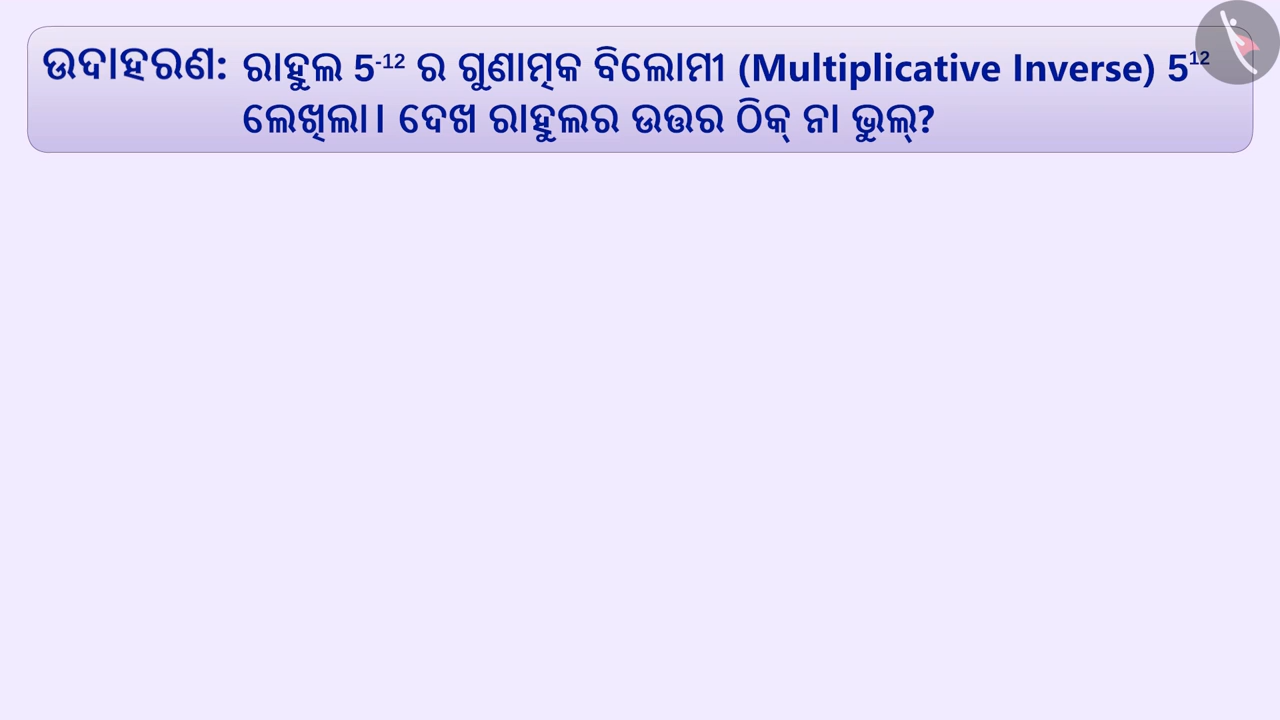 ଉଦାହରଣ: ରାହୁଲ 5⁻¹² ର ଗୁଣାତ୍ମକ ବିଲୋମୀ (Multiplicative Inverse) 5¹²
ଲେଖିଲା। ଦେଖ ରାହୁଲର ଉତ୍ତର ଠିକ୍ ନା ଭୁଲ୍?